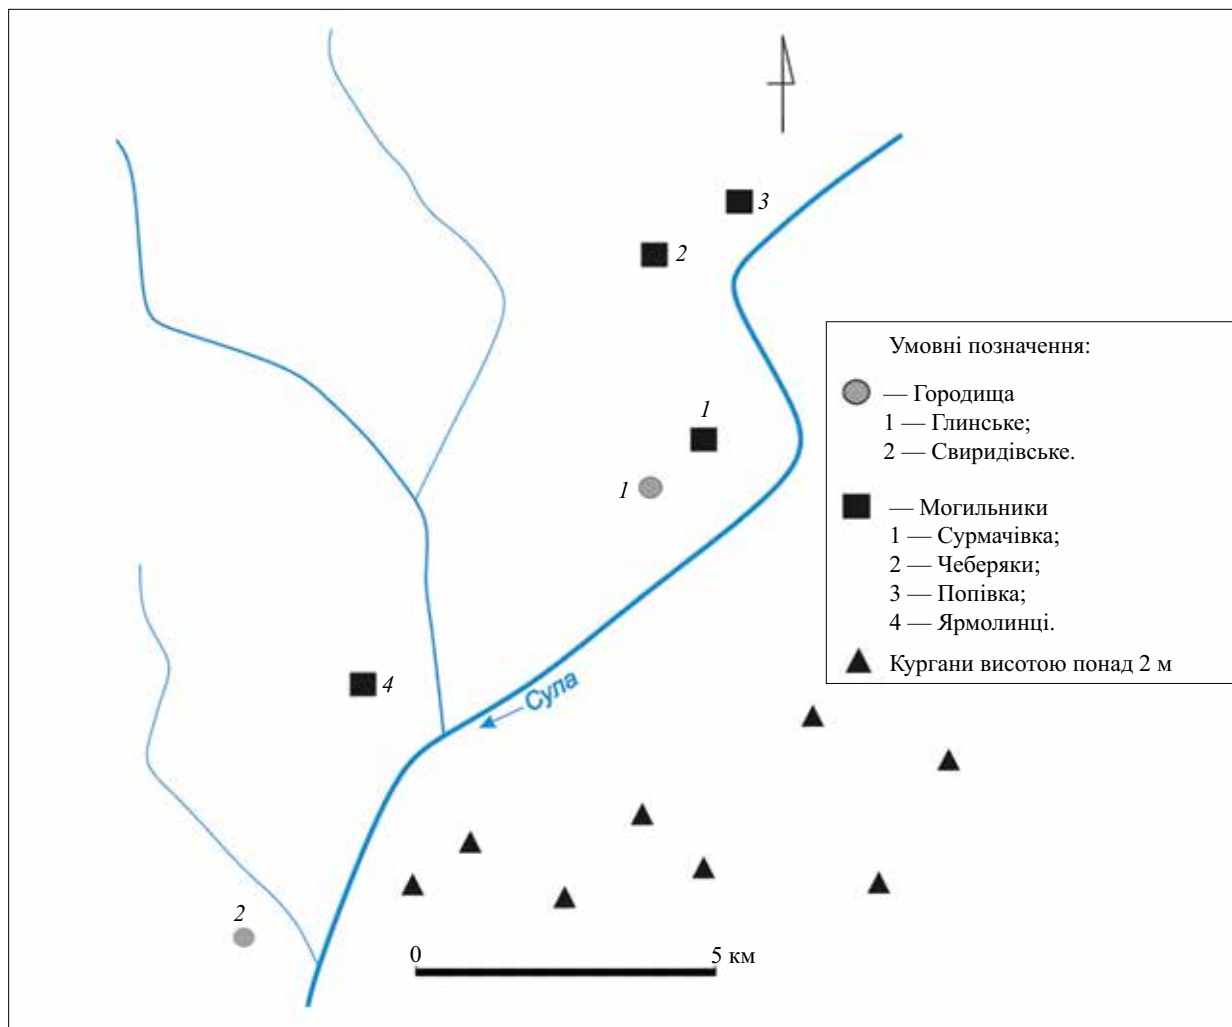 3
2
Умовні позначення:
— Городища
1 — Глинське;
2 — Свиридівське.
1
1
— Могильники
1 — Сурмачівка;
2 — Чеберяки;
3 — Попівка;
4 — Ярмолинці.
Кургани висотою понад 2 м
4
Сула
2
0 5 км